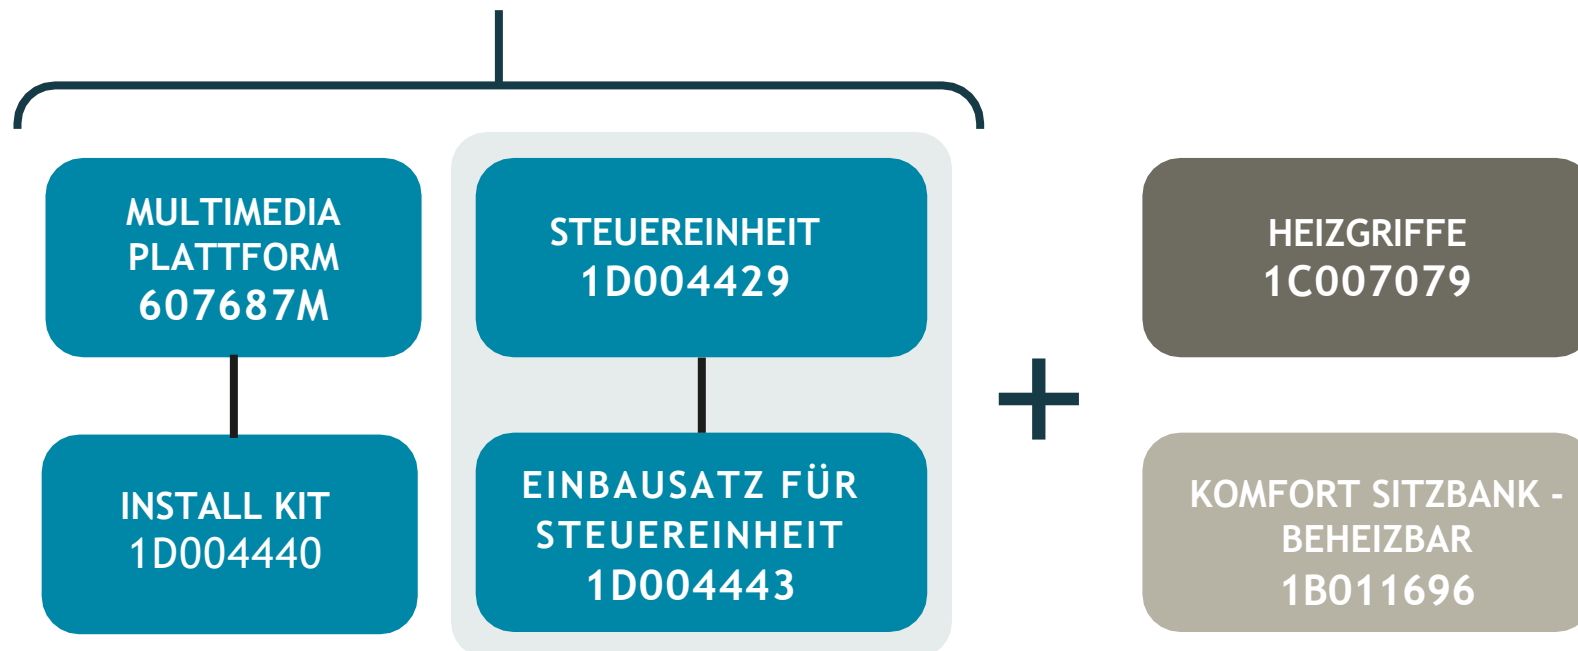 MULTIMEDIA
PLATTFORM
607687M
INSTALL KIT
1D004440
STEUEREINHEIT
1D004429
EINBAUSATZ FÜR
STEUEREINHEIT
1D004443
HEIZGRIFFE
1C007079
KOMFORT SITZBANK -
BEHEIZBAR
1B011696